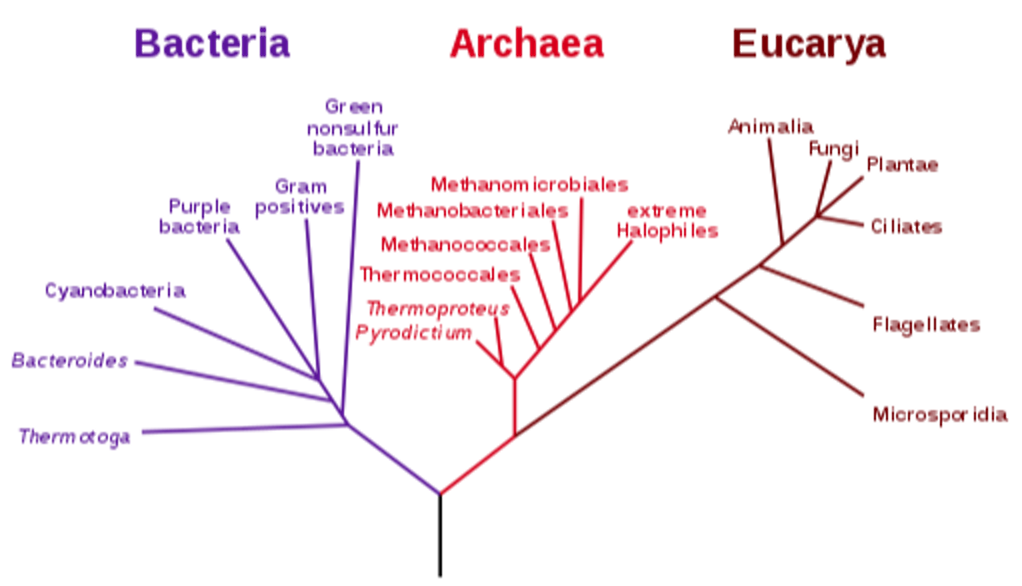 Bacteria
Archaea
Eucarya
Green
nonsulfur
bacteria
Gram
positives
Purple
bacteria
Cyanobacteria
Bacteroides
Thermotoga
Methanomicrobiales
Methanobacteriales
extreme
Halophiles
Methanococcales
Thermococcales
Thermoproteus
Pyrodictium
Animalia
Fungi
Plantae
Ciliates
Flagellates
Microsporidia